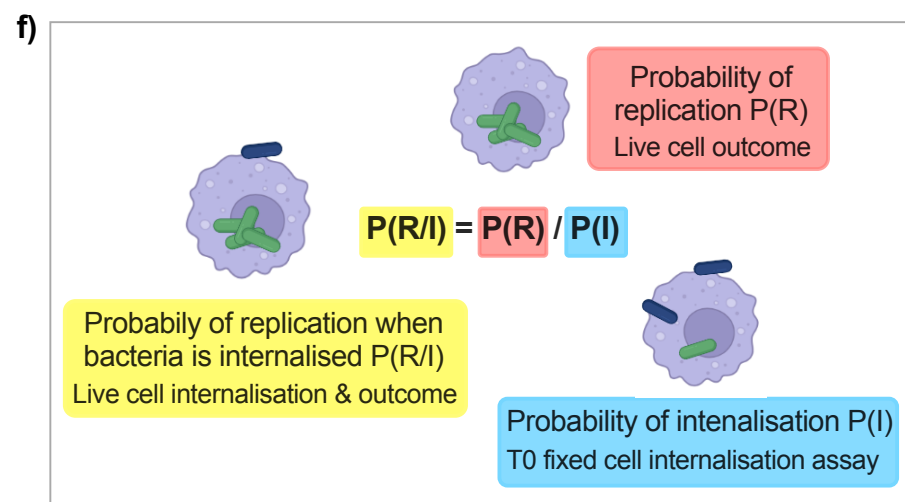 f)
Probability of
replication P(R)
Live cell outcome
P(R/I) = P(R) / P(I)
Probabily of replication when
bacteria is internalised P(R/I)
Live cell internalisation & outcome
Probability of intenalisation P(I)
T0 fixed cell internalisation assay